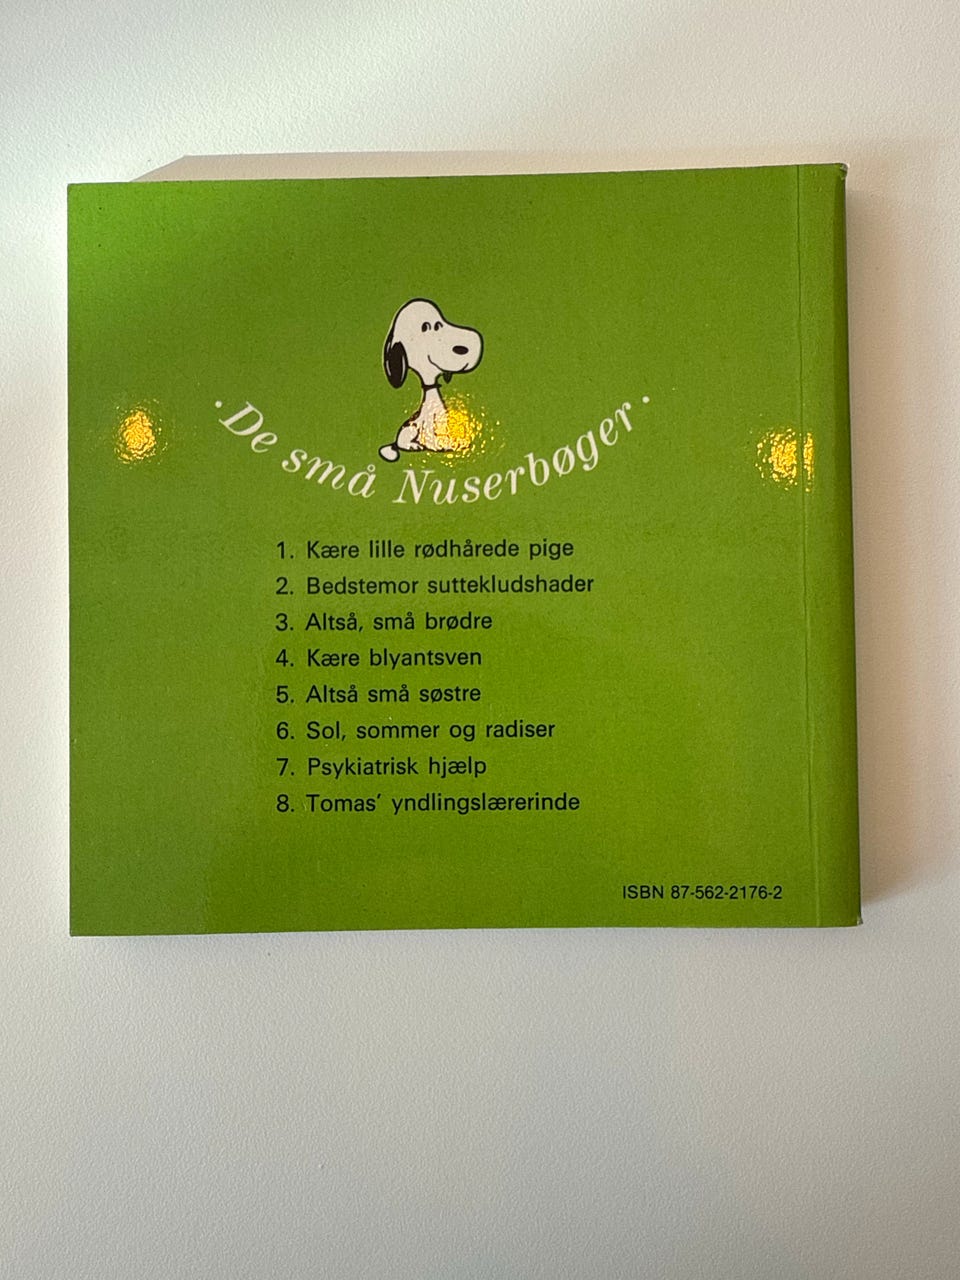 · De små Nuserbøger ·
1. Kære lille rødhårede pige
2. Bedstemor suttekludshader
3. Altså, små brødre
4. Kære blyantsven
5. Altså små søstre
6. Sol, sommer og radiser
7. Psykiatrisk hjælp
8. Tomas’ yndlingslærerinde
ISBN 87-562-2176-2